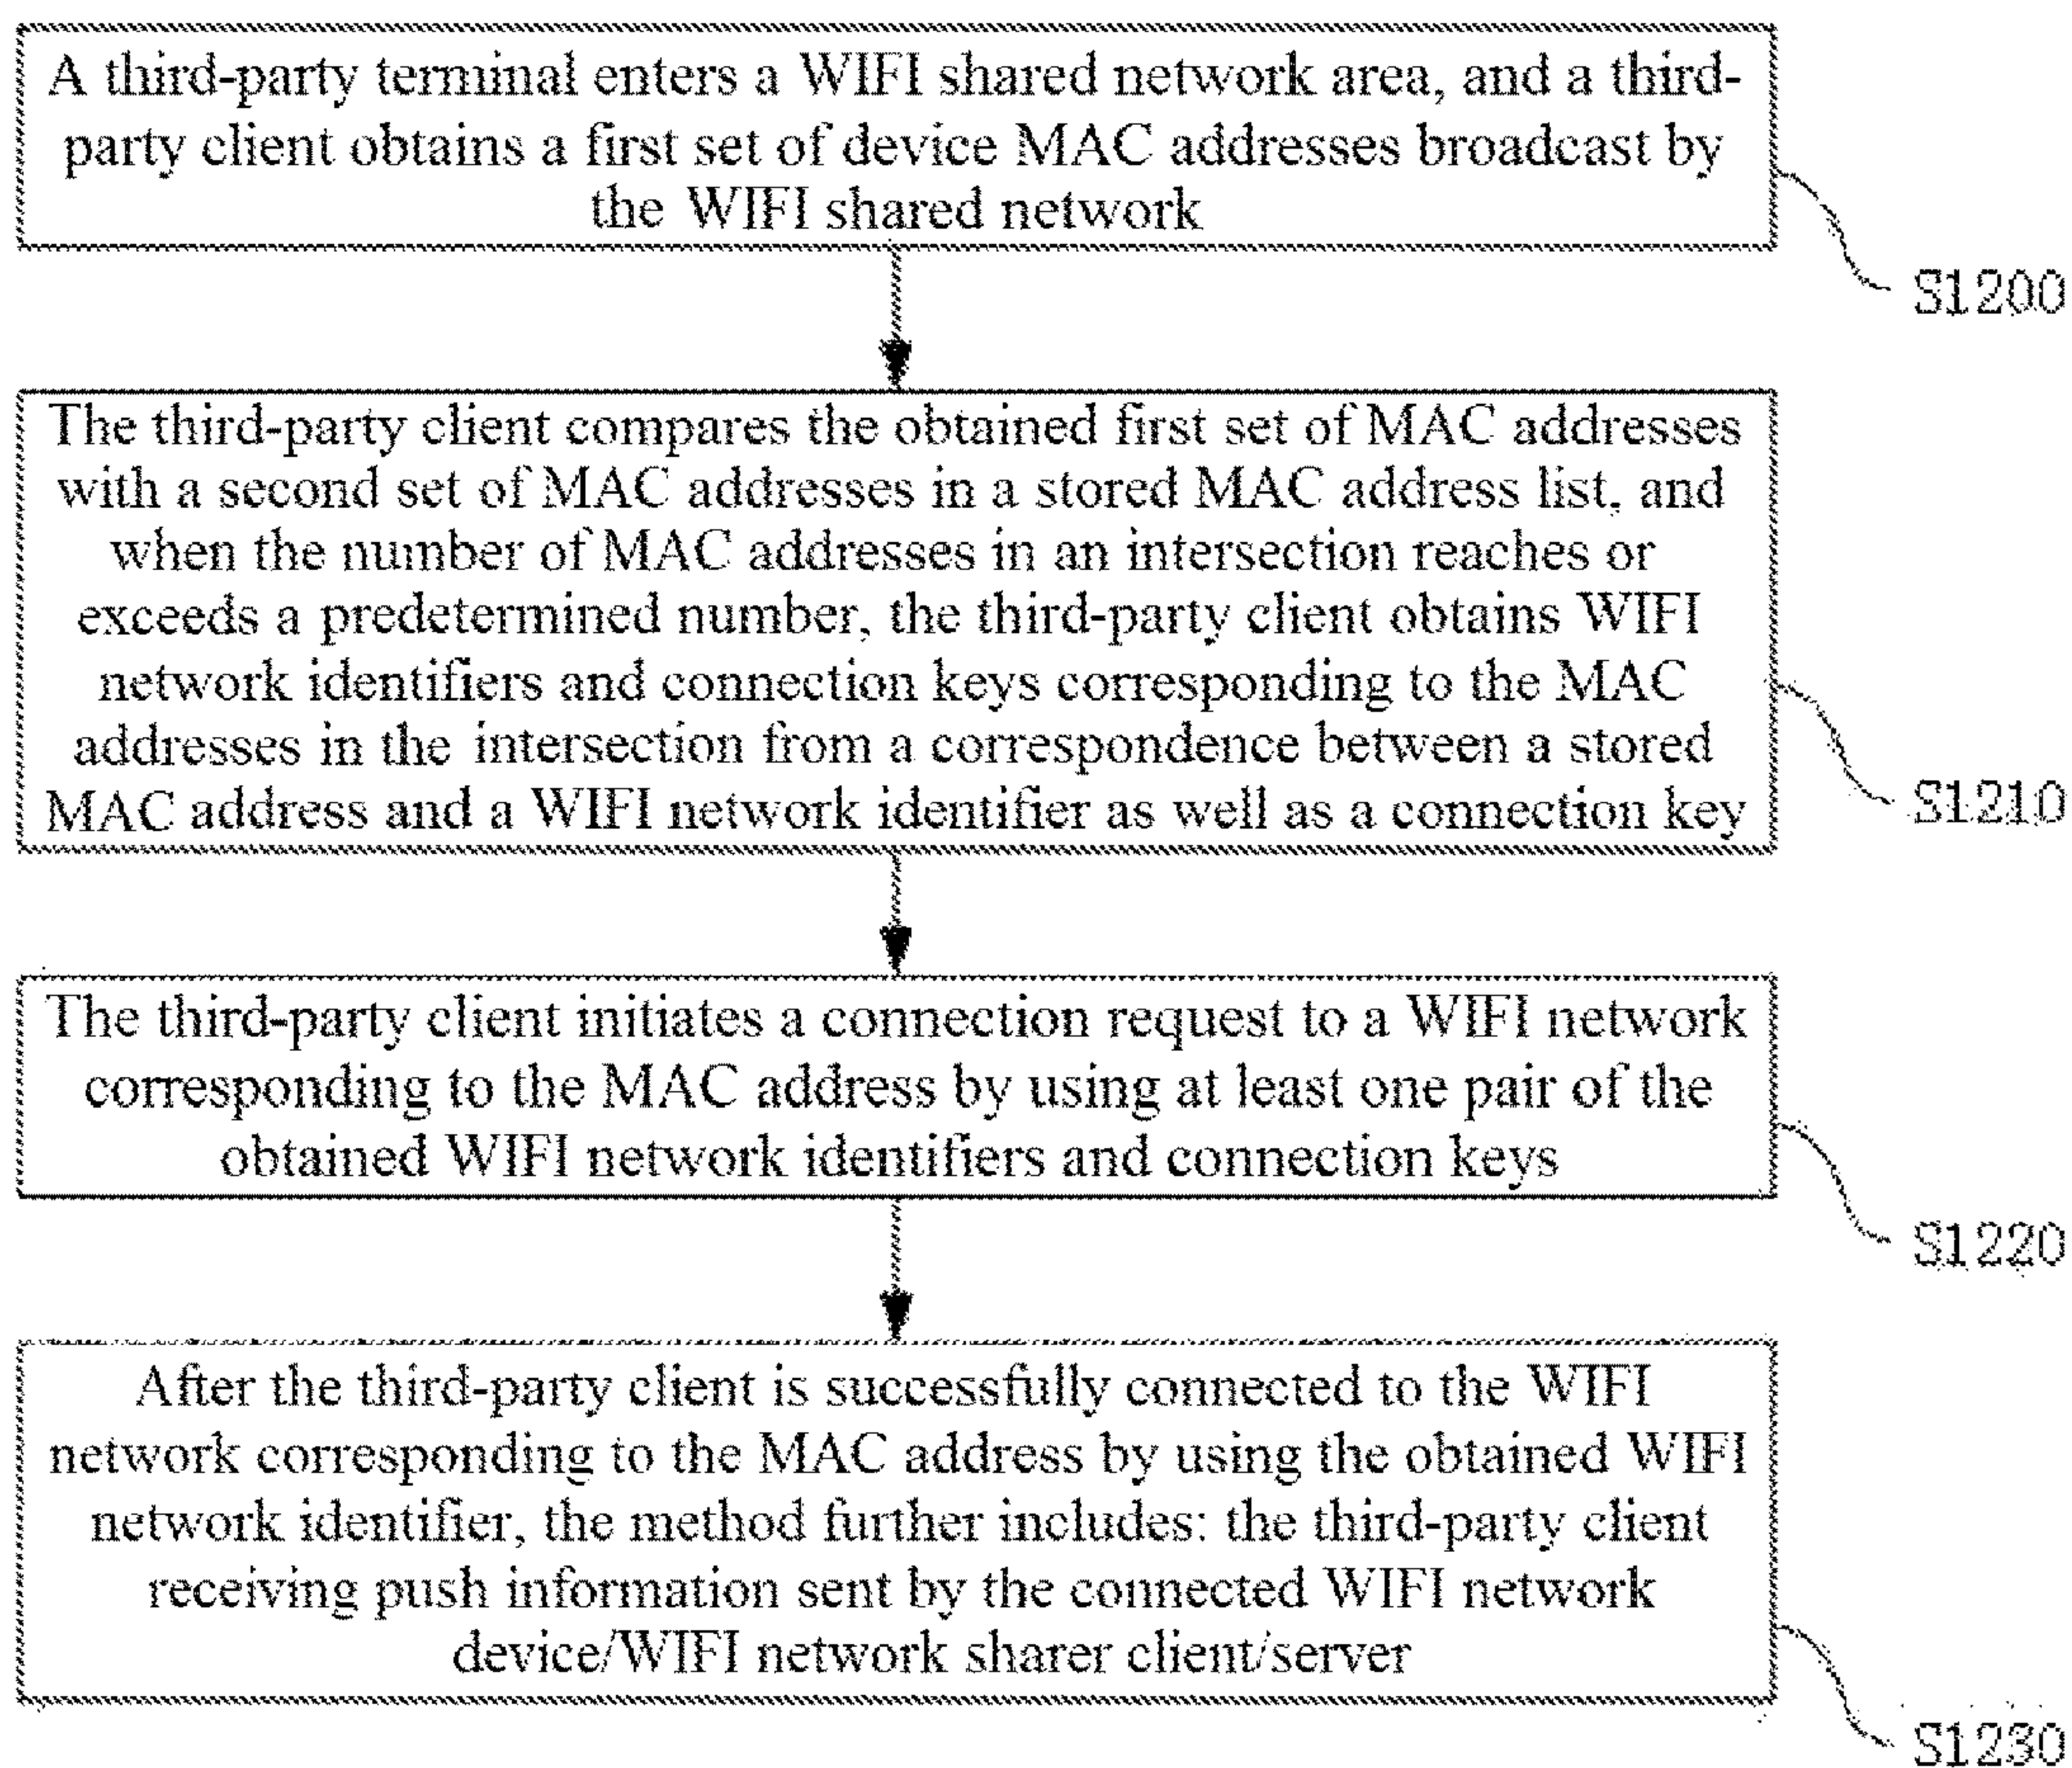 A third-party terminal enters a WIFI shared network area, and a third-
party client obtains a first set of device MAC addresses broadcast by
the WIFI shared network
S1200
The third-party client compares the obtained first set of MAC addresses
with a second set of MAC addresses in a stored MAC address list, and
when the number of MAC addresses in an intersection reaches or
exceeds a predetermined number, the third-party client obtains WIFI
network identifiers and connection keys corresponding to the MAC
addresses in the intersection from a correspondence between a stored
MAC address and a WIFI network identifier as well as a connection key
S1210
The third-party client initiates a connection request to a WIFI network
corresponding to the MAC address by using at least one pair of the
obtained WIFI network identifiers and connection keys
S1220
After the third-party client is successfully connected to the WIFI
network corresponding to the MAC address by using the obtained WIFI
network identifier, the method further includes: the third-party client
receiving push information sent by the connected WIFI network
device/WIFI network sharer client/server
S1230